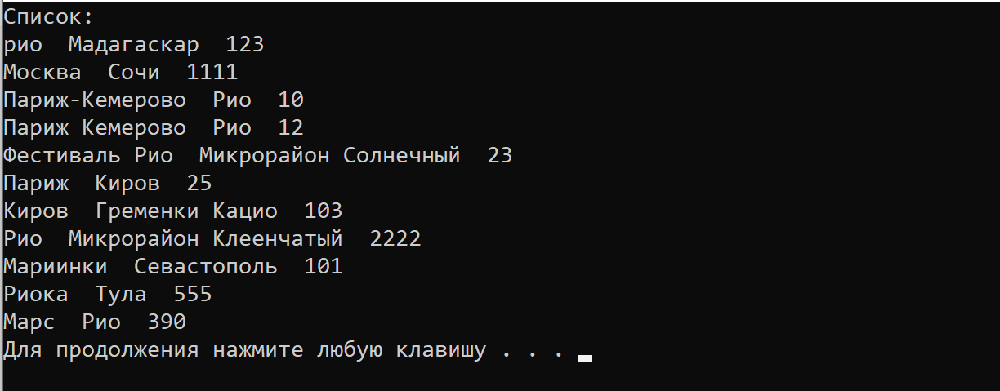 Список:
рио  Мадагаскар  123
Москва  Сочи  1111
Париж-Кемерово  Рио  10
Париж Кемерово  Рио  12
Фестиваль Рио  Микрорайон Солнечный  23
Париж  Киров  25
Киров  Гременки Кацио  103
Рио  Микрорайон Клеенчатый  2222
Мариинки  Севастополь  101
Риока  Тула  555
Марс  Рио  390
Для продолжения нажмите любую клавишу . . .